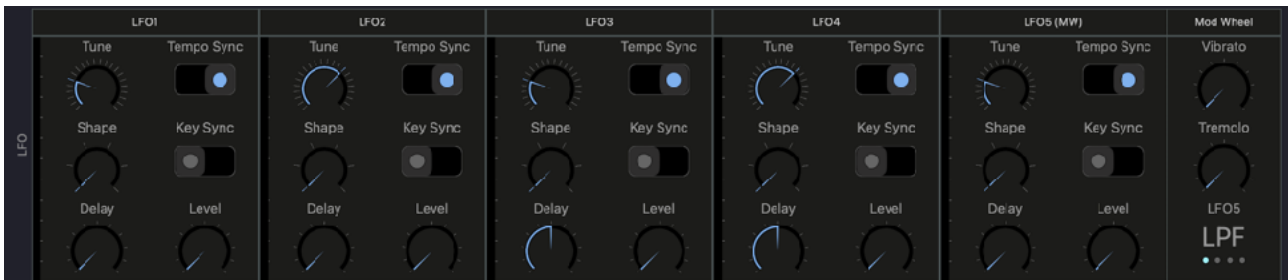 LFO
LFO1 LFO2 LFO3 LFO4 LFO5 (MW) Mod Wheel
Tune Tempo Sync Tune Tempo Sync Tune Tempo Sync Tune Tempo Sync Tune Tempo Sync Vibrato
Shape Key Sync Shape Key Sync Shape Key Sync Shape Key Sync Shape Key Sync Tremolo
Delay Level Delay Level Delay Level Delay Level Delay Level LFO5
LPF